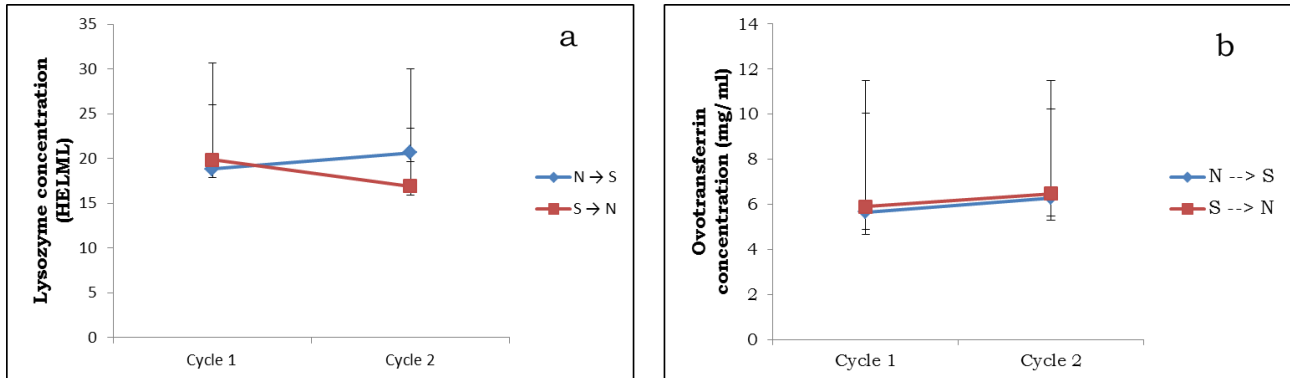 a
Lysozyme concentration
(HELML)
35
30
25
20
15
10
5
0
Cycle 1
Cycle 2
N → S
S → N
b
Ovotransferrin
concentration (mg/ml)
14
12
10
8
6
4
2
0
Cycle 1
Cycle 2
N --> S
S --> N